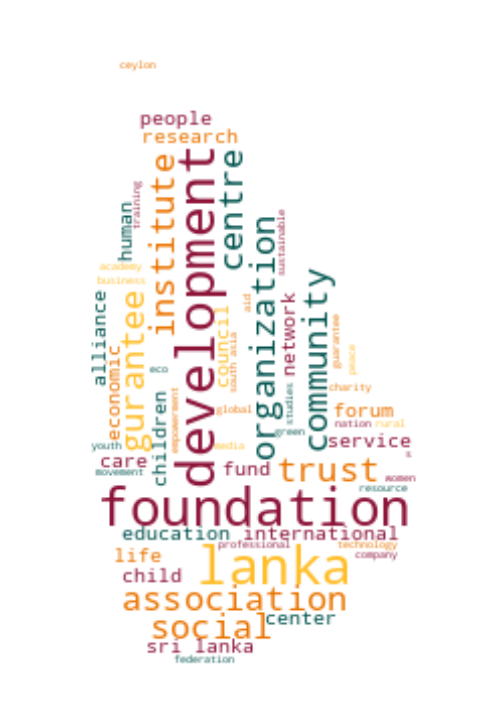 ceylon
people
research
development
institute
centre
training
human
sustainable
organization
community
academy
business
gurantee
alliance
economic
council
south asia
aid
network
guarantee
peace
eco
children
empowerment
global
studies
charity
forum
nation
rural
green
youth
media
service
s
care
movement
fund
trust
women
resource
foundation
education
international
professional
technology
company
life
lanka
child
association
social
center
sri lanka
federation